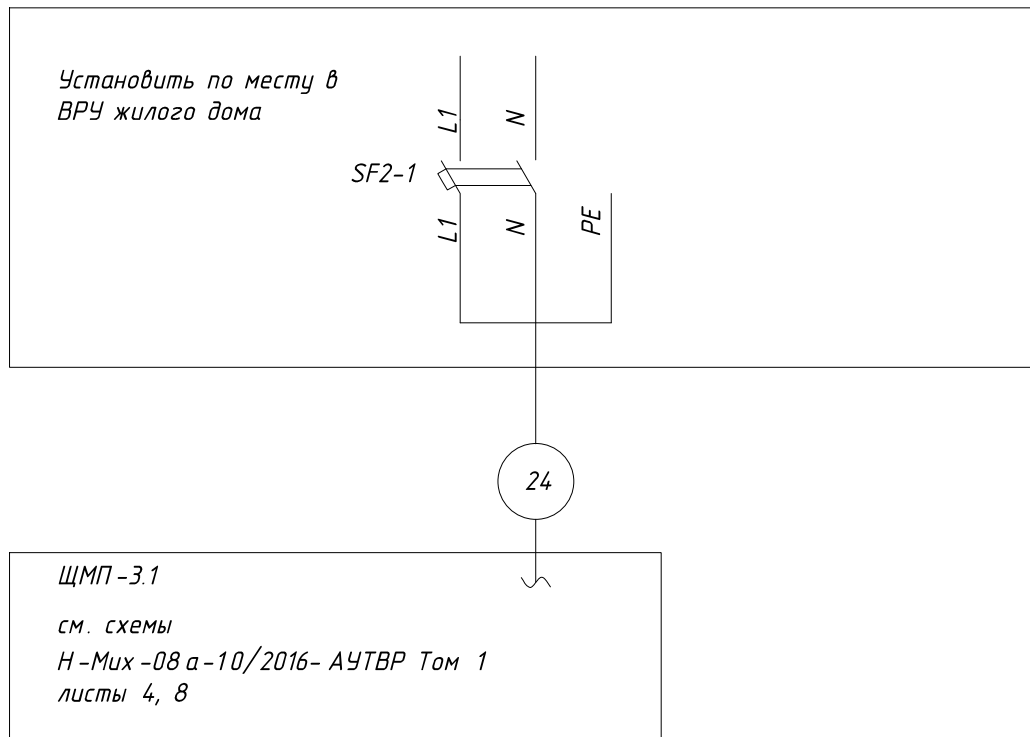 Установить по месту в
ВРУ жилого дома
L1
N
SF2-1
L1
N
PE
24
ЩМП-3.1
см. схемы
Н-Мих-08а-10/2016-АУТВР Том 1
листы 4, 8